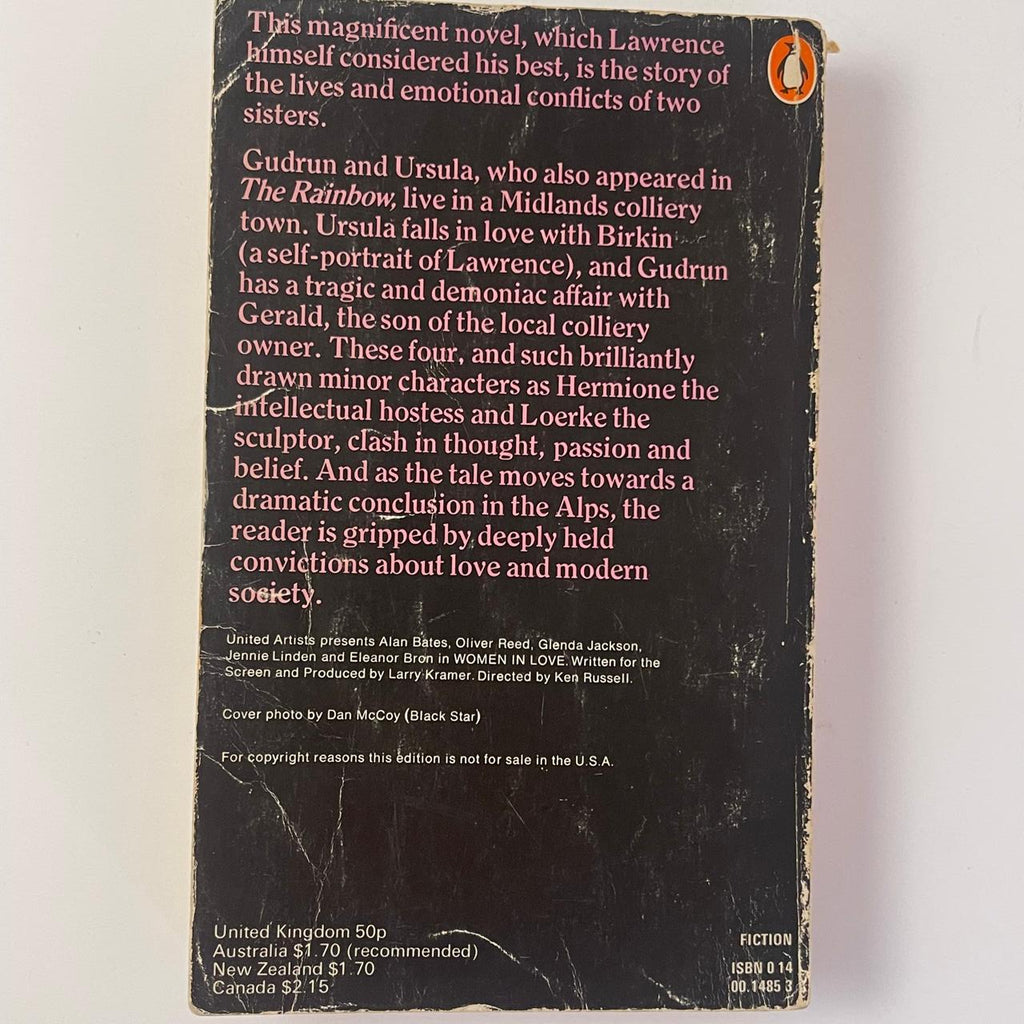 This magnificent novel, which Lawrence
himself considered his best, is the story of
the lives and emotional conflicts of two
sisters.
Gudrun and Ursula, who also appeared in
The Rainbow, live in a Midlands colliery
town. Ursula falls in love with Birkin
(a self-portrait of Lawrence), and Gudrun
has a tragic and demoniac affair with
Gerald, the son of the local colliery
owner. These four, and such brilliantly
drawn minor characters as Hermione the
intellectual hostess and Loerke the
sculptor, clash in thought, passion and
belief. And as the tale moves towards a
dramatic conclusion in the Alps, the
reader is gripped by deeply held
convictions about love and modern
society.
United Artists presents Alan Bates, Oliver Reed, Glenda Jackson,
Jennie Linden and Eleanor Bron in WOMEN IN LOVE. Written for the
Screen and Produced by Larry Kramer. Directed by Ken Russell.
Cover photo by Dan McCoy (Black Star)
For copyright reasons this edition is not for sale in the U.S.A.
United Kingdom 50p
Australia $1.70 (recommended)
New Zealand $1.70
Canada $2.15
FICTION
ISBN 0 14
00.1485 3